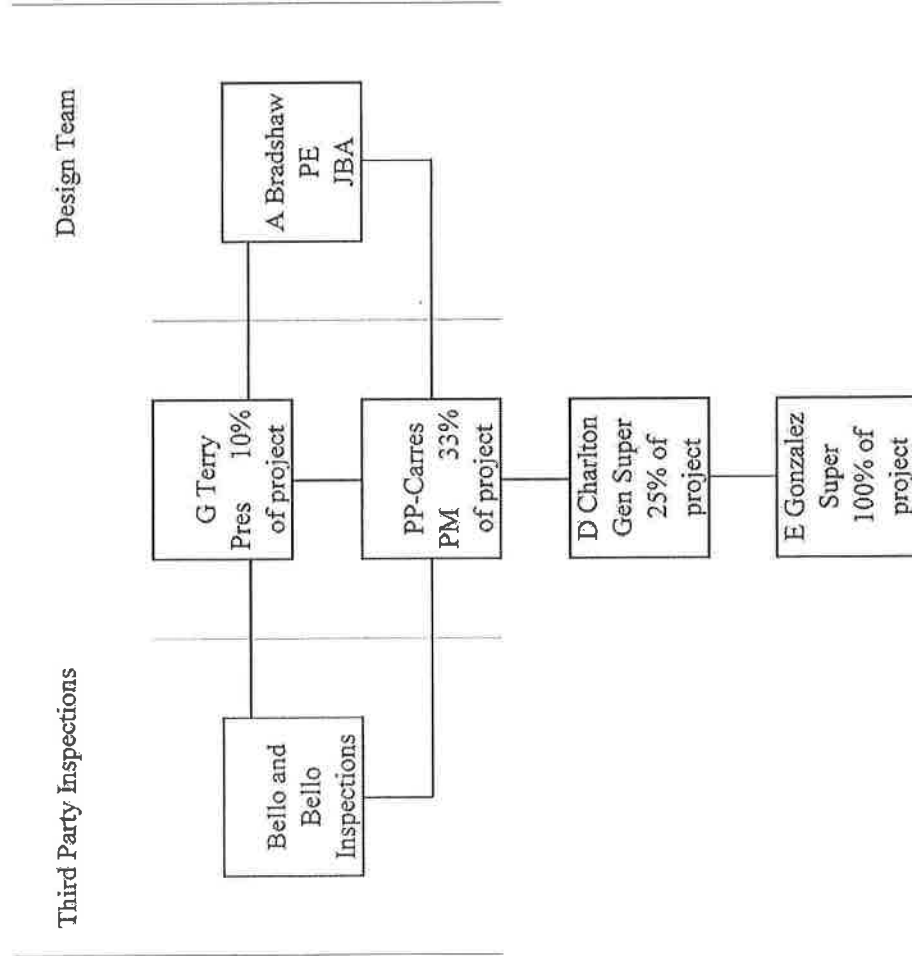 Third Party Inspections
Design Team
G Terry
Pres 10%
of project
Bello and
Bello
Inspections
A Bradshaw
PE
JBA
PP-Carres
PM 33%
of project
D Charlton
Gen Super
25% of
project
E Gonzalez
Super
100% of
project